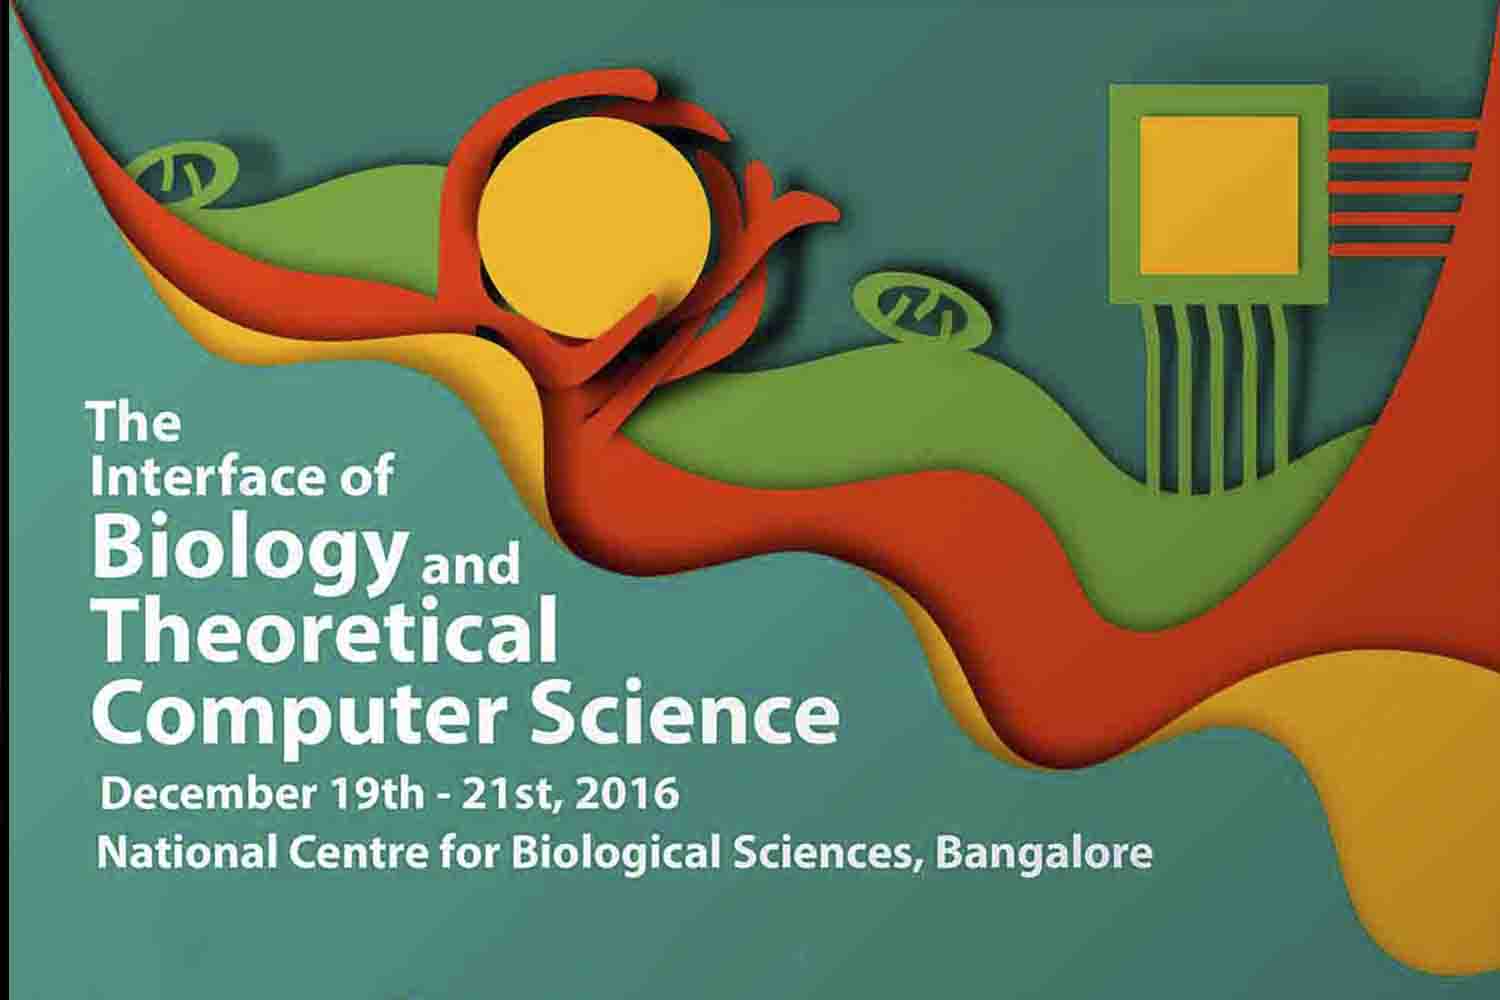 The
Interface of
Biology and
Theoretical
Computer Science
December 19th - 21st, 2016
National Centre for Biological Sciences, Bangalore